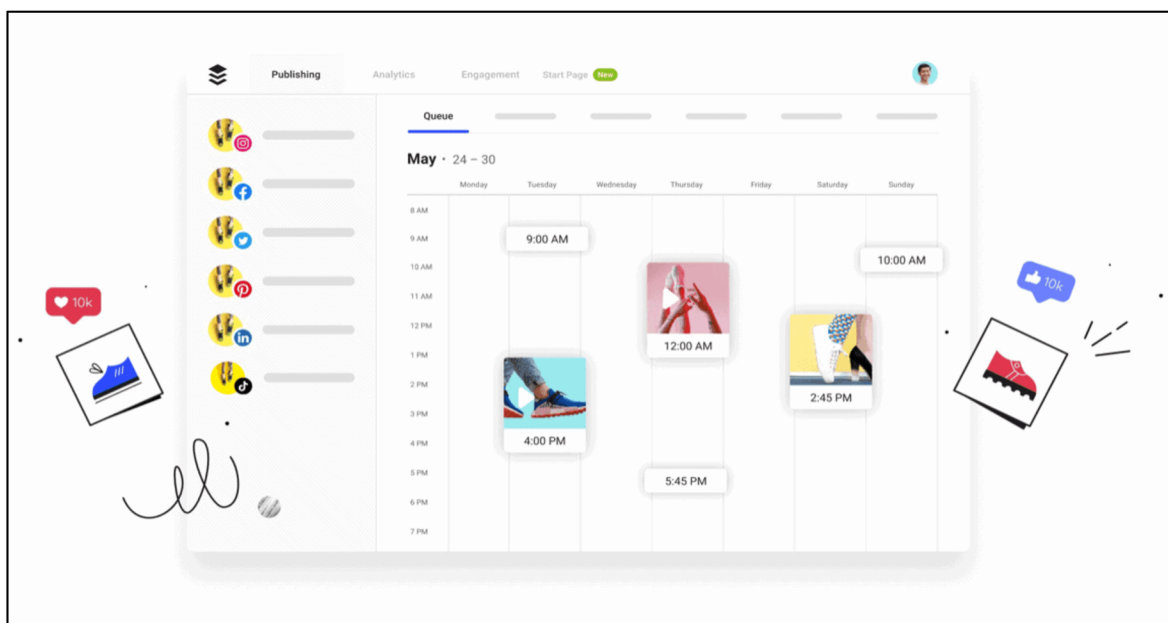 Publishing
Analytics
Engagement
Start Page New
Queue
May · 24 – 30
Monday Tuesday Wednesday Thursday Friday Saturday Sunday
8 AM
9 AM
9:00 AM
10:00 AM
10 AM
11 AM
12 PM
12:00 AM
1 PM
2 PM
2:45 PM
3 PM
4 PM
4:00 PM
5 PM
5:45 PM
6 PM
7 PM
10k
10k
in